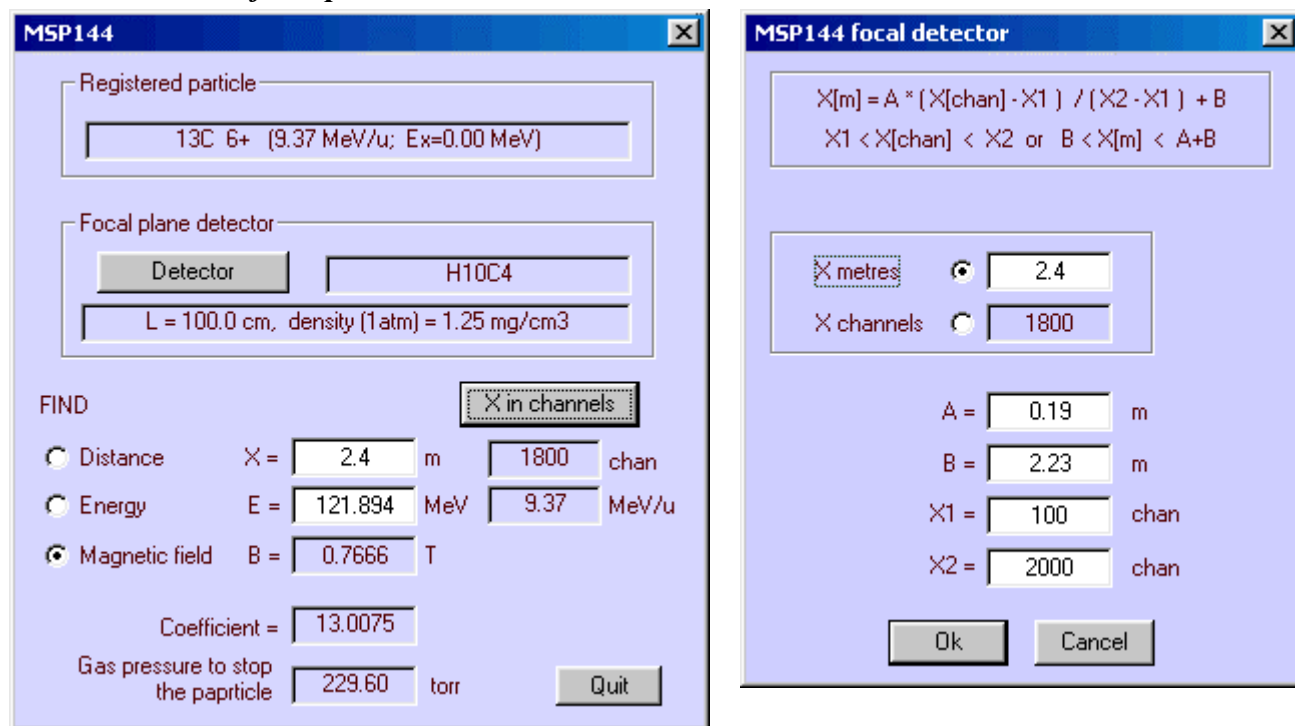 MSP144
Registered particle
13C 6+ (9.37 MeV/u; Ex=0.00 MeV)
Focal plane detector
Detector H10C4
L = 100.0 cm, density (1atm) = 1.25 mg/cm3
FIND X in channels
Distance X = 2.4 m 1800 chan
Energy E = 121.894 MeV 9.37 MeV/u
Magnetic field B = 0.7666 T
Coefficient = 13.0075
Gas pressure to stop
the paprticle 229.60 torr Quit
MSP144 focal detector
X[m] = A * ( X[chan] - X1 ) / ( X2 - X1 ) + B
X1 < X[chan] < X2 or B < X[m] < A+B
X metres 2.4
X channels 1800
A = 0.19 m
B = 2.23 m
X1 = 100 chan
X2 = 2000 chan
Ok Cancel